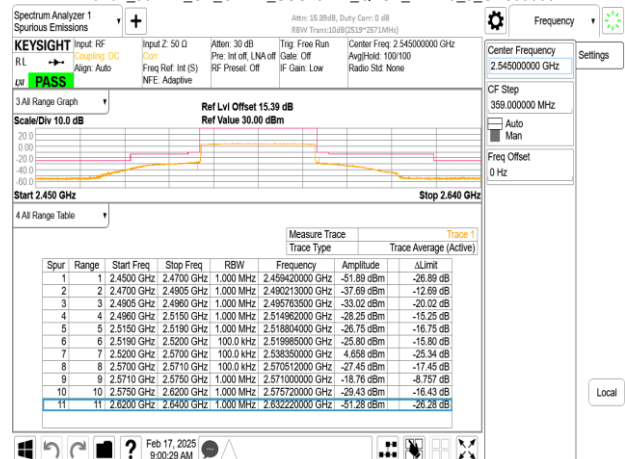 Spectrum Analyzer 1
Spurious Emissions
Attn: 15.39dB, Duty Corr: 0 dB
RBW Trans:10dB(2519~2571MHz)
Frequency
KEYSIGHT
Input: RF
Input Z: 50 Ω
Atten: 30 dB
Trig: Free Run
Center Freq: 2.545000000 GHz
RL
Coupling: DC
Corr
Pre: Int off, LNA off
Gate: Off
Avg|Hold: 100/100
Align: Auto
Freq Ref: Int (S)
RF Presel: Off
IF Gain: Low
Radio Std: None
LXI
PASS
NFE: Adaptive
Center Frequency
2.545000000 GHz
Settings
CF Step
359.000000 MHz
Auto
Man
Freq Offset
0 Hz
3 All Range Graph
Ref Lvl Offset 15.39 dB
Scale/Div 10.0 dB
Ref Value 30.00 dBm
20.0
0.00
-20.0
-40.0
-60.0
Start 2.450 GHz
Stop 2.640 GHz
4 All Range Table
Measure Trace Trace 1
Trace Type Trace Average (Active)
Spur Range Start Freq Stop Freq RBW Frequency Amplitude ΔLimit
1 1 2.4500 GHz 2.4700 GHz 1.000 MHz 2.459420000 GHz -51.89 dBm -26.89 dB
2 2 2.4700 GHz 2.4905 GHz 1.000 MHz 2.490213000 GHz -37.69 dBm -12.69 dB
3 3 2.4905 GHz 2.4960 GHz 1.000 MHz 2.495763500 GHz -33.02 dBm -20.02 dB
4 4 2.4960 GHz 2.5150 GHz 1.000 MHz 2.514962000 GHz -28.25 dBm -15.25 dB
5 5 2.5150 GHz 2.5190 GHz 1.000 MHz 2.518804000 GHz -26.75 dBm -16.75 dB
6 6 2.5190 GHz 2.5200 GHz 100.0 kHz 2.519985000 GHz -25.80 dBm -15.80 dB
7 7 2.5200 GHz 2.5700 GHz 100.0 kHz 2.538350000 GHz 4.658 dBm -25.34 dB
8 8 2.5700 GHz 2.5710 GHz 100.0 kHz 2.570512000 GHz -27.45 dBm -17.45 dB
9 9 2.5710 GHz 2.5750 GHz 1.000 MHz 2.571000000 GHz -18.76 dBm -8.757 dB
10 10 2.5750 GHz 2.6200 GHz 1.000 MHz 2.575720000 GHz -29.43 dBm -16.43 dB
11 11 2.6200 GHz 2.6400 GHz 1.000 MHz 2.632220000 GHz -51.28 dBm -26.28 dB
Local
?
Feb 17, 2025
9:00:29 AM